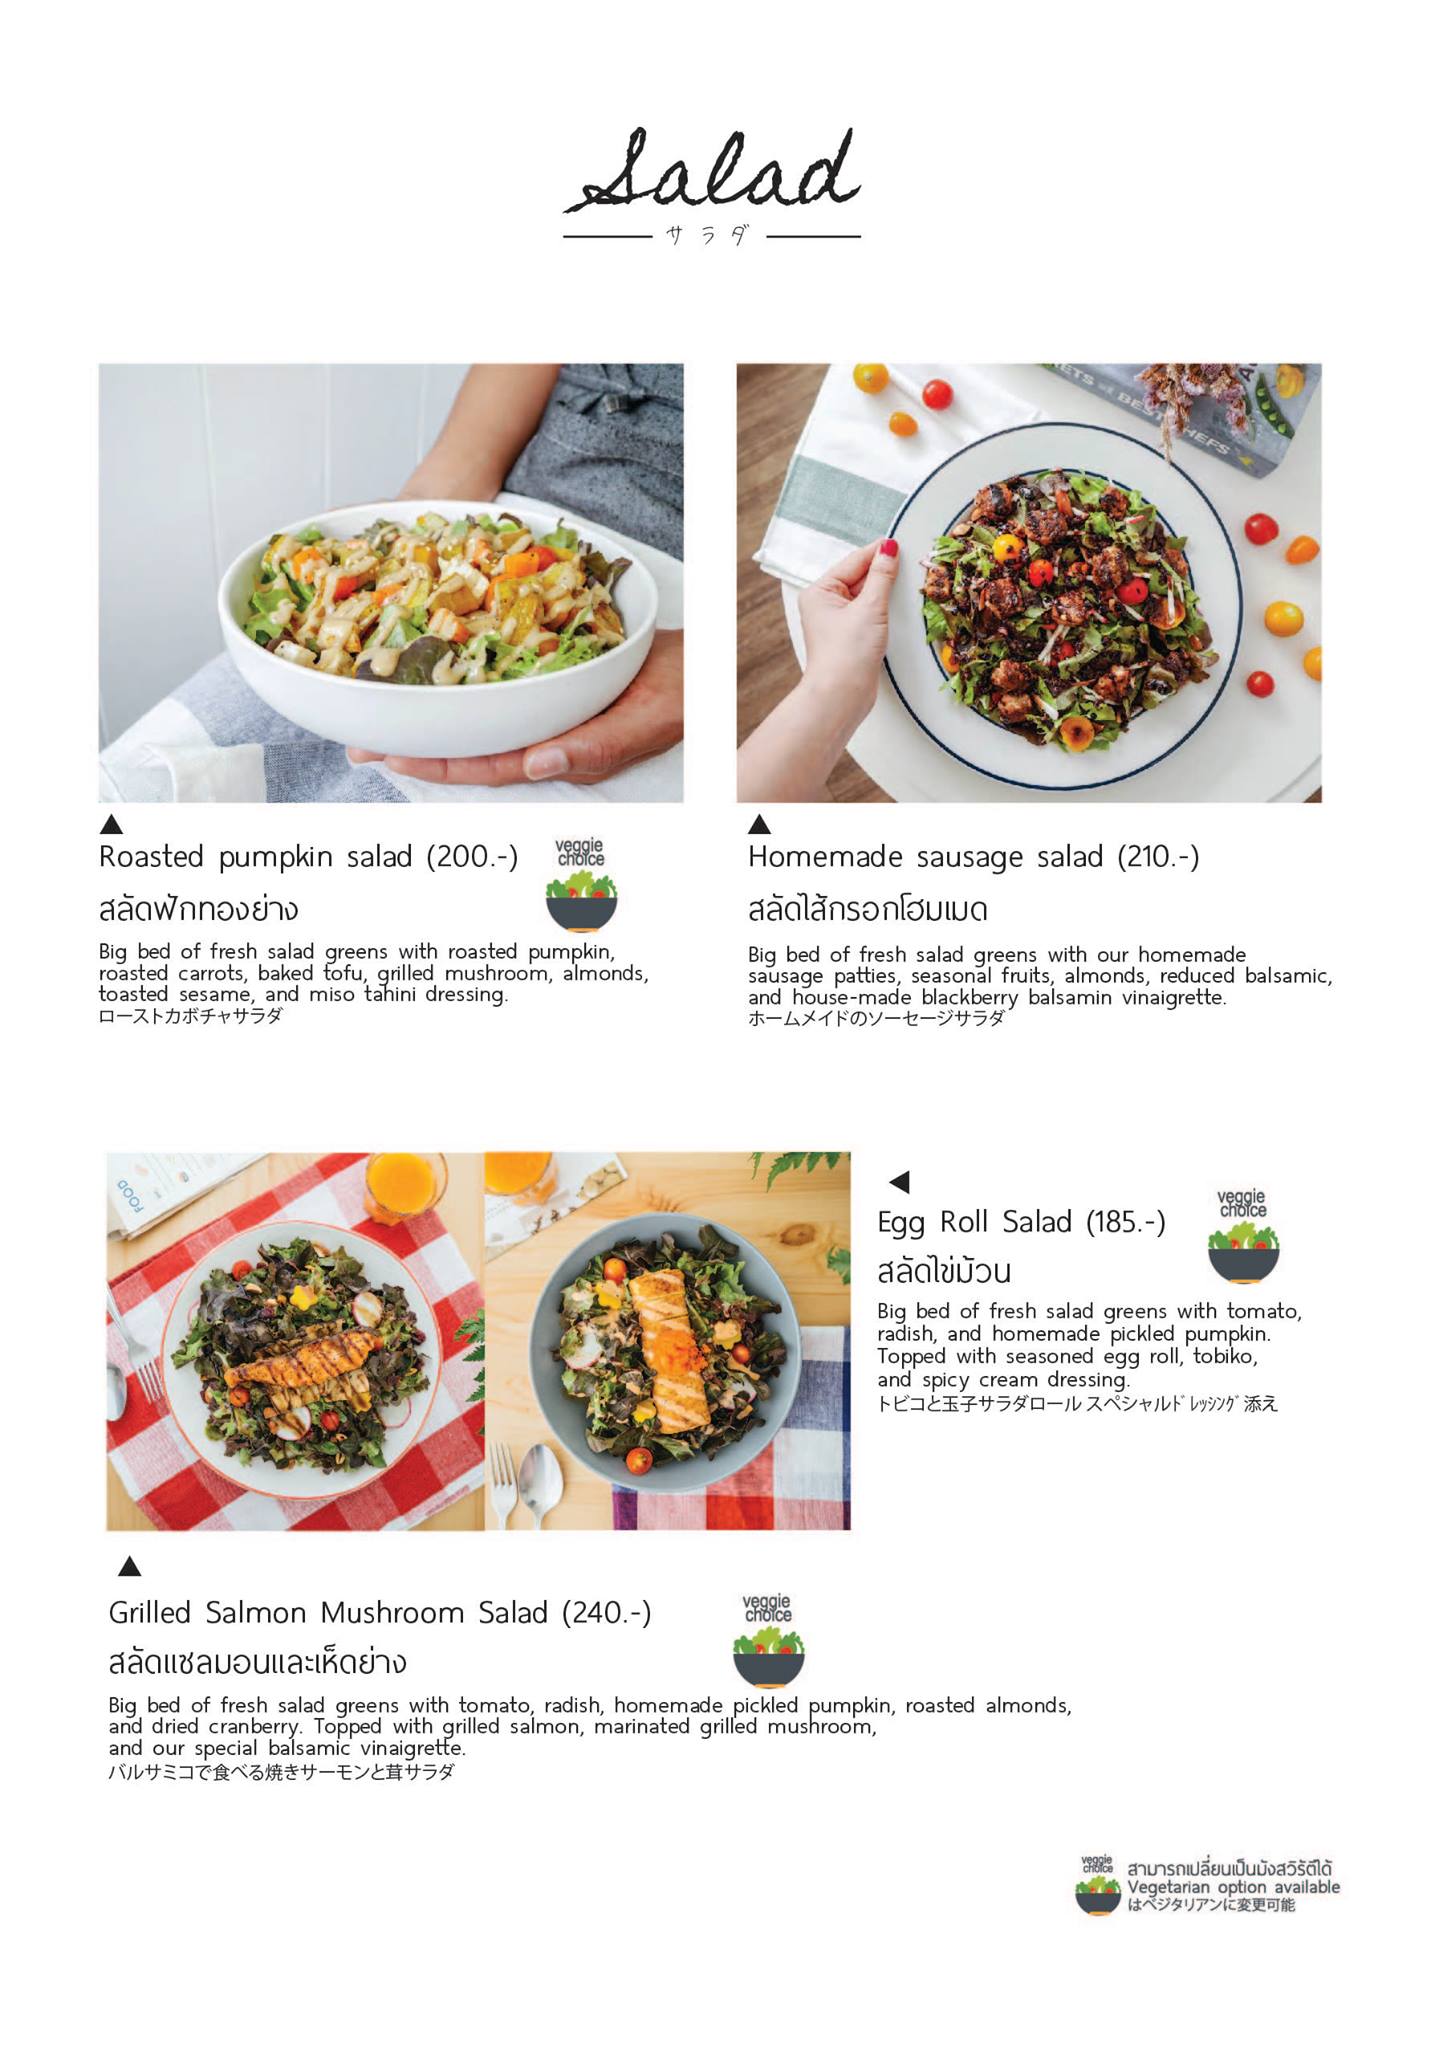 Salad
サラダ
ETS of BEST
HEFS
Roasted pumpkin salad (200.-)
veggie
choice
สลัดฟักทองย่าง
Big bed of fresh salad greens with roasted pumpkin,
roasted carrots, baked tofu, grilled mushroom, almonds,
toasted sesame, and miso tahini dressing.
ローストカボチャサラダ
Homemade sausage salad (210.-)
สลัดไส้กรอกโฮมเมด
Big bed of fresh salad greens with our homemade
sausage patties, seasonal fruits, almonds, reduced balsamic,
and house-made blackberry balsamin vinaigrette.
ホームメイドのソーセージサラダ
FOOD
Egg Roll Salad (185.-)
veggie
choice
สลัดไข่ม้วน
Big bed of fresh salad greens with tomato,
radish, and homemade pickled pumpkin.
Topped with seasoned egg roll, tobiko,
and spicy cream dressing.
トビコと玉子サラダロール スペシャルﾄﾞﾚｯｼﾝｸﾞ添え
Grilled Salmon Mushroom Salad (240.-)
veggie
choice
สลัดแซลมอนและเห็ดย่าง
Big bed of fresh salad greens with tomato, radish, homemade pickled pumpkin, roasted almonds,
and dried cranberry. Topped with grilled salmon, marinated grilled mushroom,
and our special balsamic vinaigrette.
バルサミコで食べる焼きサーモンと茸サラダ
veggie
choice
สามารถเปลี่ยนเป็นมังสวิรัติได้
Vegetarian option available
はベジタリアンに変更可能